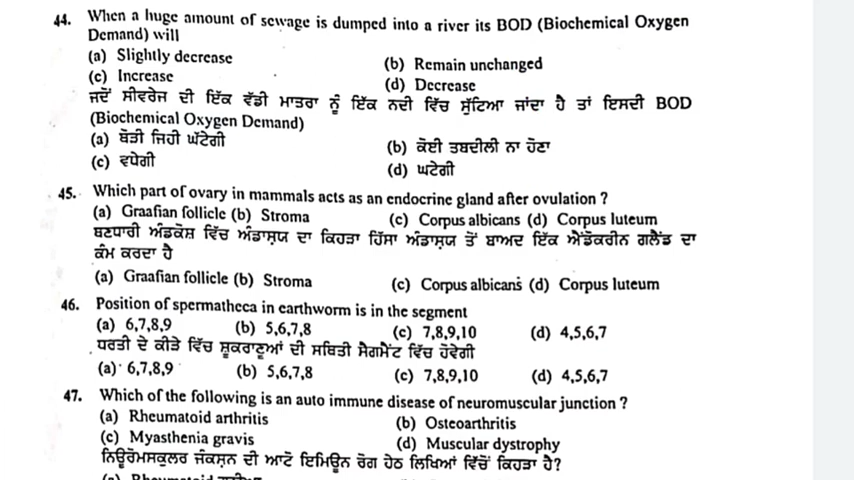 44. When a huge amount of sewage is dumped into a river its BOD (Biochemical Oxygen
Demand) will
(a) Slightly decrease (b) Remain unchanged
(c) Increase (d) Decrease
ਜਦੋਂ ਸੀਵਰੇਜ ਦੀ ਇੱਕ ਵੱਡੀ ਮਾਤਰਾ ਨੂੰ ਇੱਕ ਨਦੀ ਵਿੱਚ ਸੁੱਟਿਆ ਜਾਂਦਾ ਹੈ ਤਾਂ ਇਸਦੀ BOD
(Biochemical Oxygen Demand)
(a) ਥੋੜੀ ਜਿਹੀ ਘੱਟੇਗੀ (b) ਕੋਈ ਤਬਦੀਲੀ ਨਾ ਹੋਣਾ
(c) ਵਧੇਗੀ (d) ਘਟੇਗੀ
45. Which part of ovary in mammals acts as an endocrine gland after ovulation ?
(a) Graafian follicle (b) Stroma (c) Corpus albicans (d) Corpus luteum
ਥਣਧਾਰੀ ਅੰਡਕੋਸ਼ ਵਿੱਚ ਅੰਡਾਸ਼ਯ ਦਾ ਕਿਹੜਾ ਹਿੱਸਾ ਅੰਡਾਸ਼ਯ ਤੋਂ ਬਾਅਦ ਇੱਕ ਐਂਡੋਕਰੀਨ ਗਲੈਂਡ ਦਾ
ਕੰਮ ਕਰਦਾ ਹੈ
(a) Graafian follicle (b) Stroma (c) Corpus albicans (d) Corpus luteum
46. Position of spermatheca in earthworm is in the segment
(a) 6,7,8,9 (b) 5,6,7,8 (c) 7,8,9,10 (d) 4,5,6,7
ਧਰਤੀ ਦੇ ਕੀੜੇ ਵਿੱਚ ਸ਼ੂਕਰਾਣੂਆਂ ਦੀ ਸਥਿਤੀ ਸੈਗਮੈਂਟ ਵਿੱਚ ਹੋਵੇਗੀ
(a) 6,7,8,9 (b) 5,6,7,8 (c) 7,8,9,10 (d) 4,5,6,7
47. Which of the following is an auto immune disease of neuromuscular junction ?
(a) Rheumatoid arthritis (b) Osteoarthritis
(c) Myasthenia gravis (d) Muscular dystrophy
ਨਿਊਰੋਮਸਕੂਲਰ ਜੰਕਸ਼ਨ ਦੀ ਆਟੋ ਇਮਿਊਨ ਰੋਗ ਹੇਠ ਲਿਖਿਆਂ ਵਿੱਚੋਂ ਕਿਹੜਾ ਹੈ?